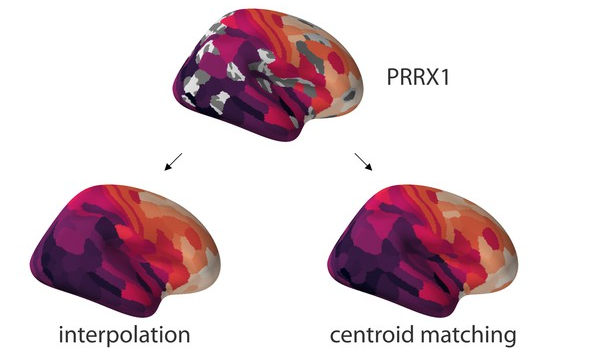 PRRX1
interpolation
centroid matching